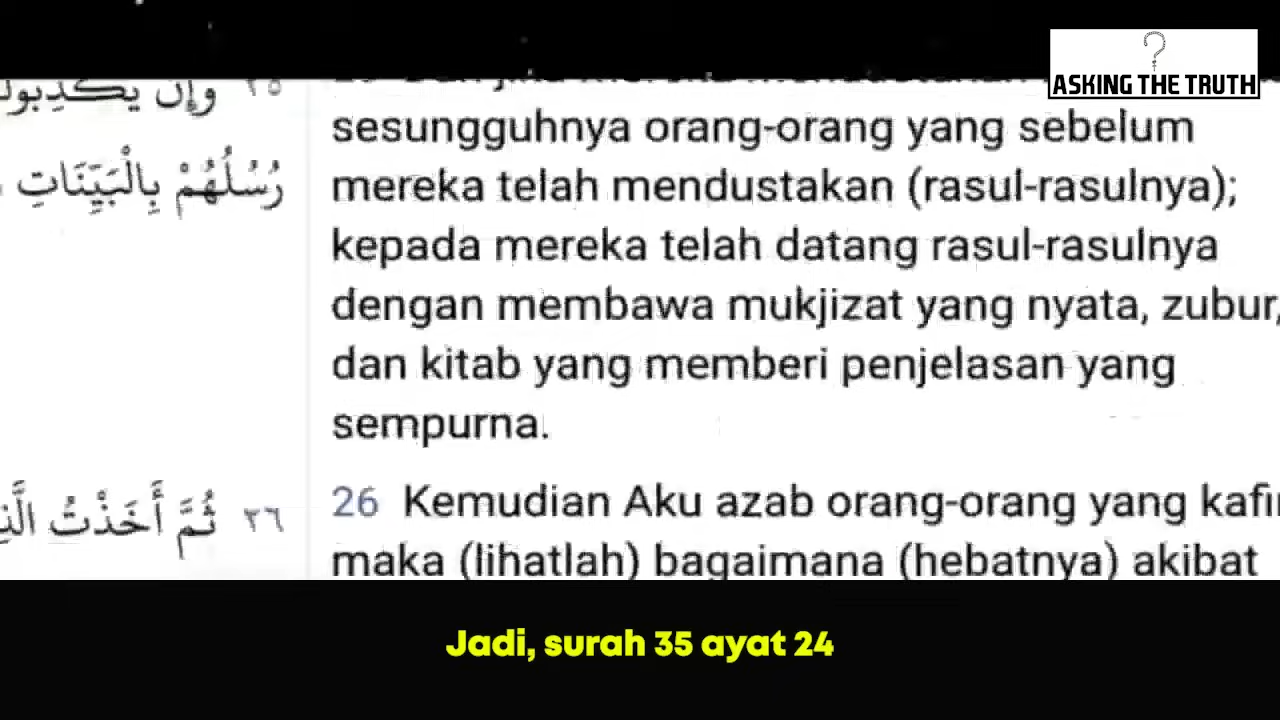 ?
ASKING THE TRUTH
وَإِن يُكَذِّبُوكَ ٢٥
sesungguhnya orang-orang yang sebelum
رُسُلُهُمْ بِالْبَيِّنَاتِ
mereka telah mendustakan (rasul-rasulnya);
kepada mereka telah datang rasul-rasulnya
dengan membawa mukjizat yang nyata, zubur,
dan kitab yang memberi penjelasan yang
sempurna.
٢٦ ثُمَّ أَخَذْتُ
26 Kemudian Aku azab orang-orang yang kafir
maka (lihatlah) bagaimana (hebatnya) akibat
Jadi, surah 35 ayat 24